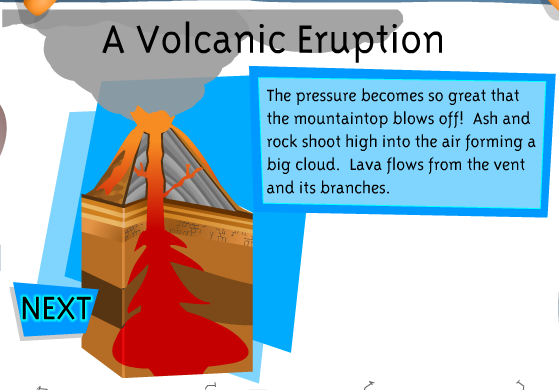 A Volcanic Eruption
The pressure becomes so great that
the mountaintop blows off!  Ash and
rock shoot high into the air forming a
big cloud.  Lava flows from the vent
and its branches.
NEXT